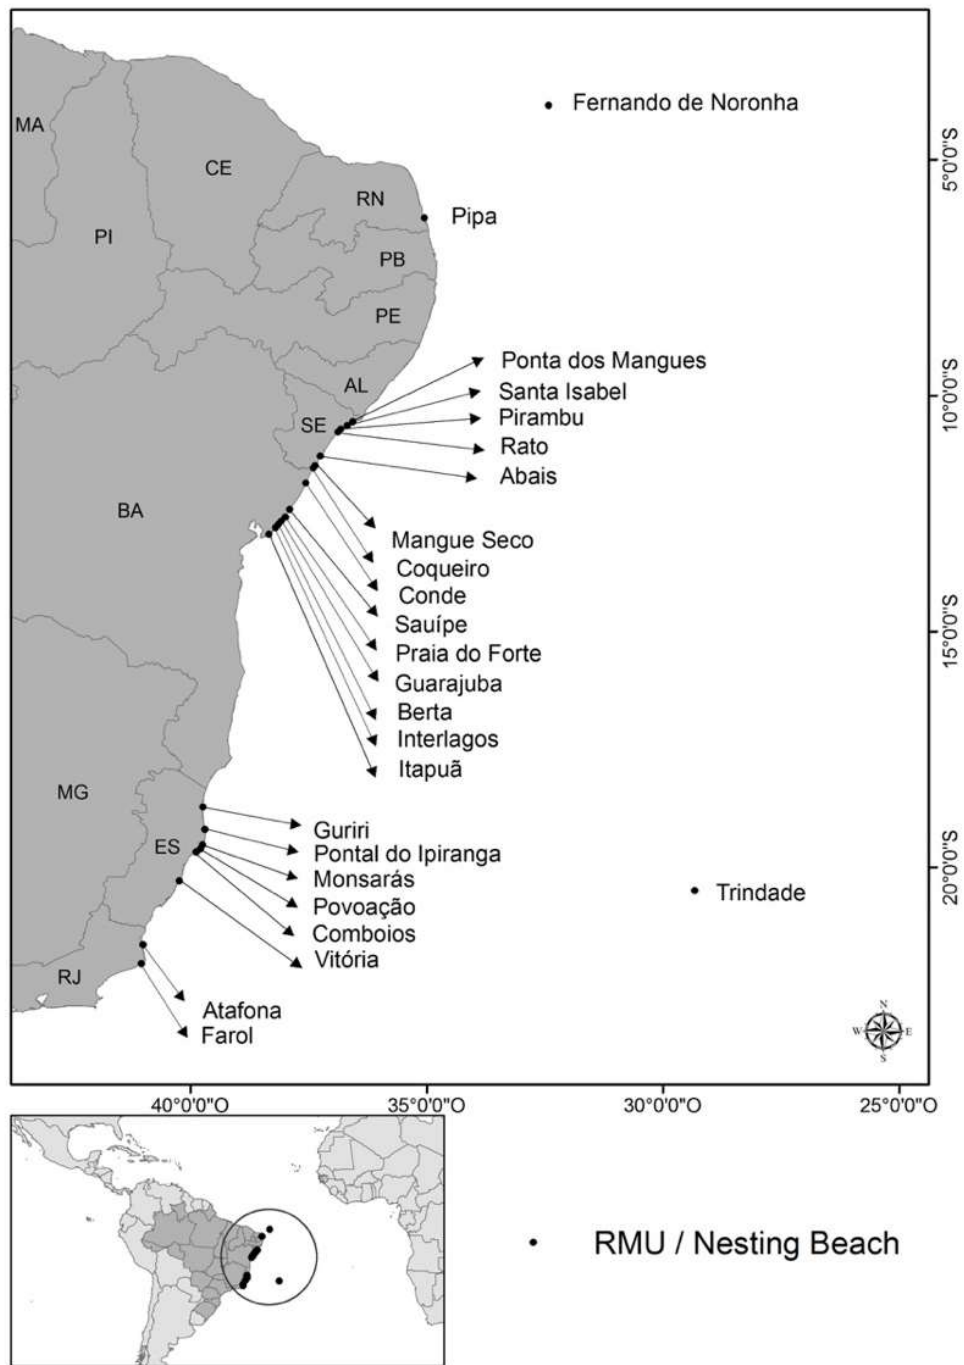 Fernando de Noronha
MA
CE
RN
Pipa
PI
PB
PE
Ponta dos Mangues
AL
Santa Isabel
Pirambu
SE
Rato
Abais
BA
Mangue Seco
Coqueiro
Conde
Sauípe
Praia do Forte
Guarajuba
Berta
Interlagos
Itapuã
MG
Guriri
ES
Pontal do Ipiranga
Monsarás
Trindade
Povoação
Comboios
Vitória
RJ
Atafona
Farol
N
W E
S
5°0'0"S
10°0'0"S
15°0'0"S
20°0'0"S
40°0'0"O 35°0'0"O 30°0'0"O 25°0'0"O
RMU / Nesting Beach